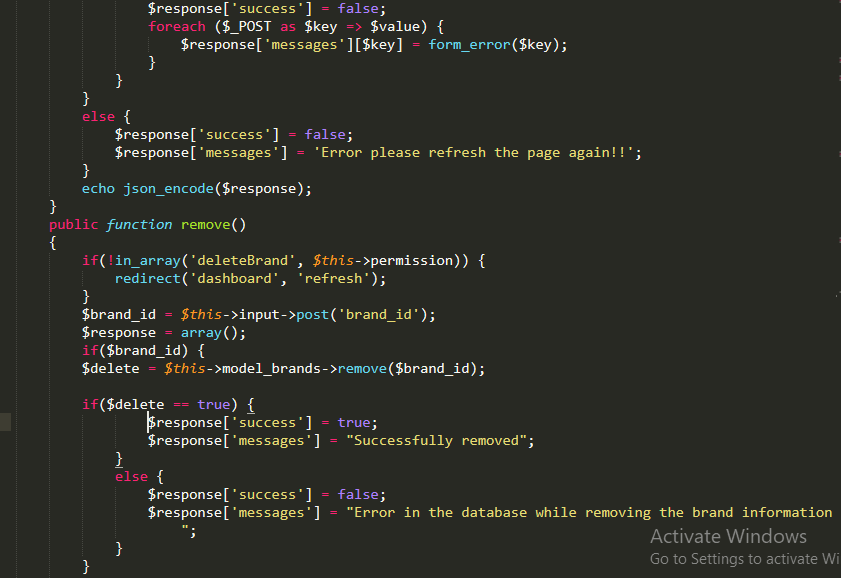 $response['success'] = false;
foreach ($_POST as $key => $value) {
$response['messages'][$key] = form_error($key);
}
}
}
else {
$response['success'] = false;
$response['messages'] = 'Error please refresh the page again!!';
}
echo json_encode($response);
}
public function remove()
{
if(!in_array('deleteBrand', $this->permission)) {
redirect('dashboard', 'refresh');
}
$brand_id = $this->input->post('brand_id');
$response = array();
if($brand_id) {
$delete = $this->model_brands->remove($brand_id);
if($delete == true) {
$response['success'] = true;
$response['messages'] = "Successfully removed";
}
else {
$response['success'] = false;
$response['messages'] = "Error in the database while removing the brand information
";
}
}
Activate Windows
Go to Settings to activate Wi